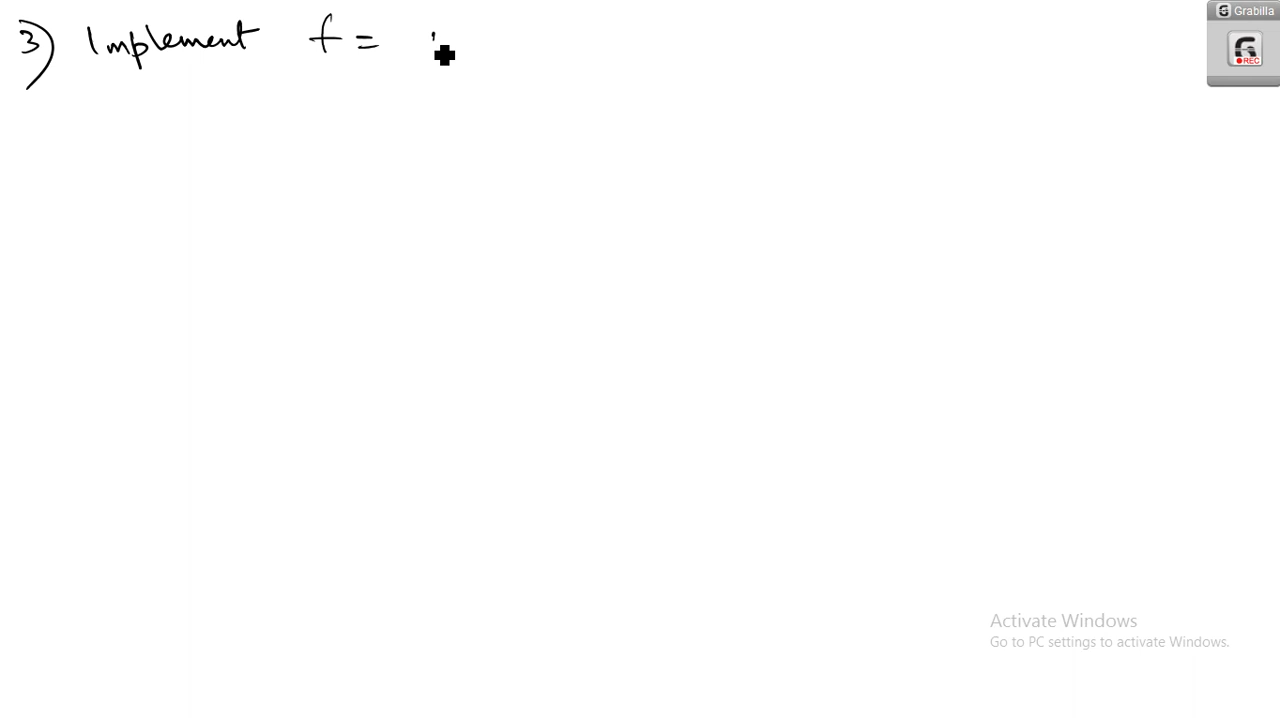 3) Implement f =
Grabilla
REC
Activate Windows
Go to PC settings to activate Windows.